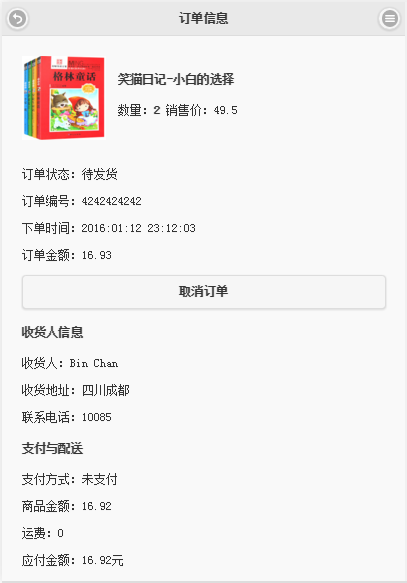 订单信息
格林童话
笑猫日记-小白的选择
数量：2 销售价：49.5
订单状态：待发货
订单编号：4242424242
下单时间：2016:01:12 23:12:03
订单金额：16.93
取消订单
收货人信息
收货人：Bin Chan
收货地址：四川成都
联系电话：10085
支付与配送
支付方式：未支付
商品金额：16.92
运费：0
应付金额：16.92元